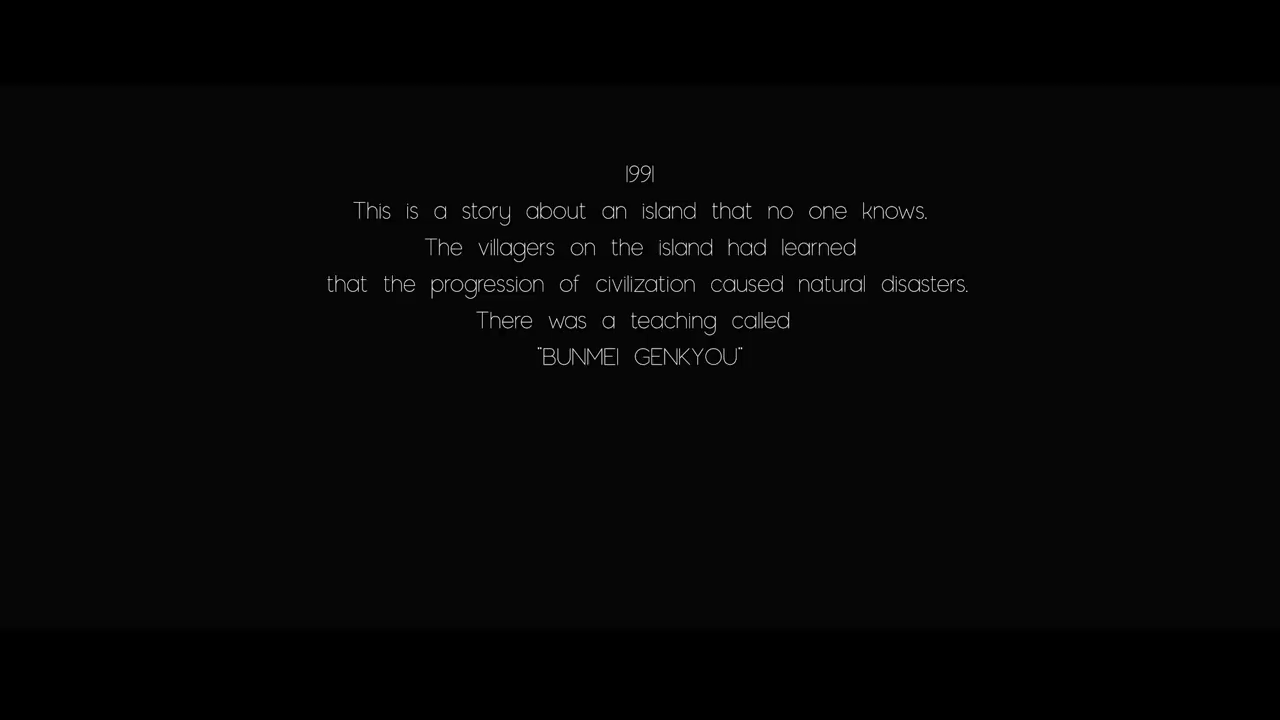 1991
This is a story about an island that no one knows.
The villagers on the island had learned
that the progression of civilization caused natural disasters.
There was a teaching called
"BUNMEI GENKYOU"